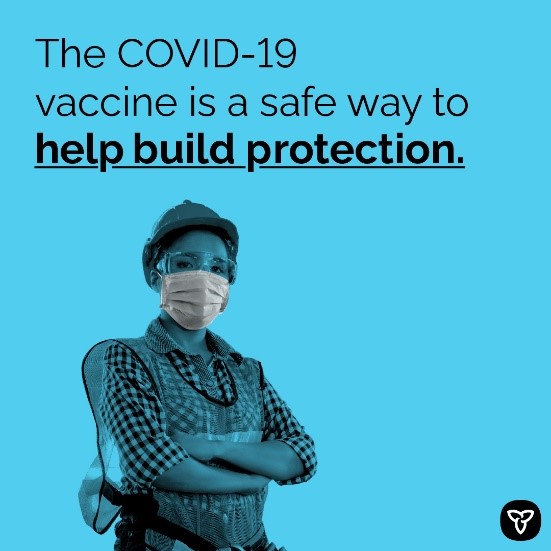 The COVID-19
vaccine is a safe way to
help build protection.